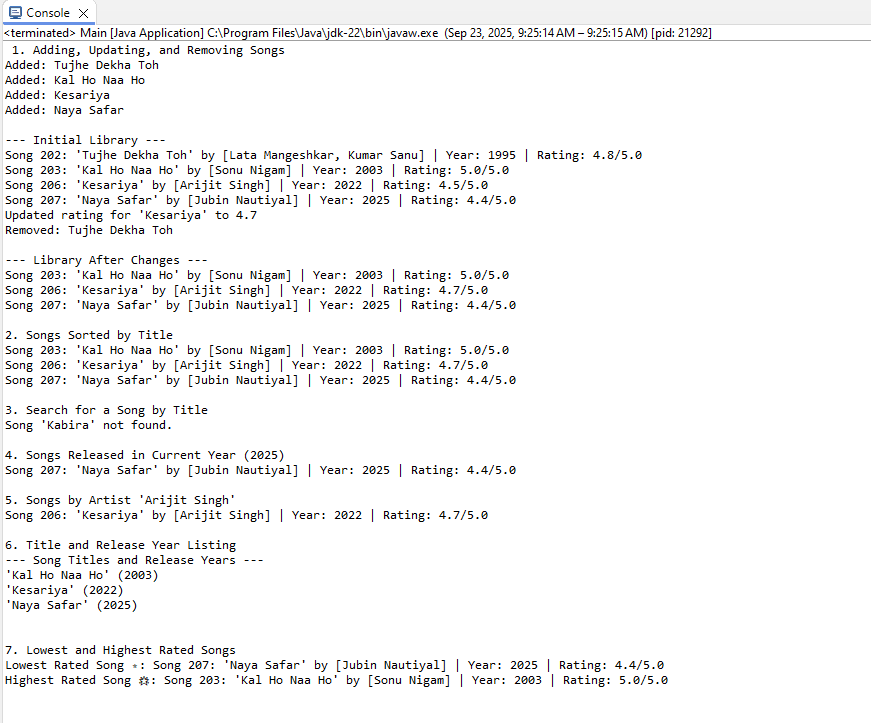 Console
<terminated> Main [Java Application] C:\Program Files\Java\jdk-22\bin\javaw.exe (Sep 23, 2025, 9:25:14 AM – 9:25:15 AM) [pid: 21292]
1. Adding, Updating, and Removing Songs
Added: Tujhe Dekha Toh
Added: Kal Ho Naa Ho
Added: Kesariya
Added: Naya Safar

--- Initial Library ---
Song 202: 'Tujhe Dekha Toh' by [Lata Mangeshkar, Kumar Sanu] | Year: 1995 | Rating: 4.8/5.0
Song 203: 'Kal Ho Naa Ho' by [Sonu Nigam] | Year: 2003 | Rating: 5.0/5.0
Song 206: 'Kesariya' by [Arijit Singh] | Year: 2022 | Rating: 4.5/5.0
Song 207: 'Naya Safar' by [Jubin Nautiyal] | Year: 2025 | Rating: 4.4/5.0
Updated rating for 'Kesariya' to 4.7
Removed: Tujhe Dekha Toh

--- Library After Changes ---
Song 203: 'Kal Ho Naa Ho' by [Sonu Nigam] | Year: 2003 | Rating: 5.0/5.0
Song 206: 'Kesariya' by [Arijit Singh] | Year: 2022 | Rating: 4.7/5.0
Song 207: 'Naya Safar' by [Jubin Nautiyal] | Year: 2025 | Rating: 4.4/5.0

2. Songs Sorted by Title
Song 203: 'Kal Ho Naa Ho' by [Sonu Nigam] | Year: 2003 | Rating: 5.0/5.0
Song 206: 'Kesariya' by [Arijit Singh] | Year: 2022 | Rating: 4.7/5.0
Song 207: 'Naya Safar' by [Jubin Nautiyal] | Year: 2025 | Rating: 4.4/5.0

3. Search for a Song by Title
Song 'Kabira' not found.

4. Songs Released in Current Year (2025)
Song 207: 'Naya Safar' by [Jubin Nautiyal] | Year: 2025 | Rating: 4.4/5.0

5. Songs by Artist 'Arijit Singh'
Song 206: 'Kesariya' by [Arijit Singh] | Year: 2022 | Rating: 4.7/5.0

6. Title and Release Year Listing
--- Song Titles and Release Years ---
'Kal Ho Naa Ho' (2003)
'Kesariya' (2022)
'Naya Safar' (2025)

7. Lowest and Highest Rated Songs
Lowest Rated Song ⭑: Song 207: 'Naya Safar' by [Jubin Nautiyal] | Year: 2025 | Rating: 4.4/5.0
Highest Rated Song 🌟: Song 203: 'Kal Ho Naa Ho' by [Sonu Nigam] | Year: 2003 | Rating: 5.0/5.0